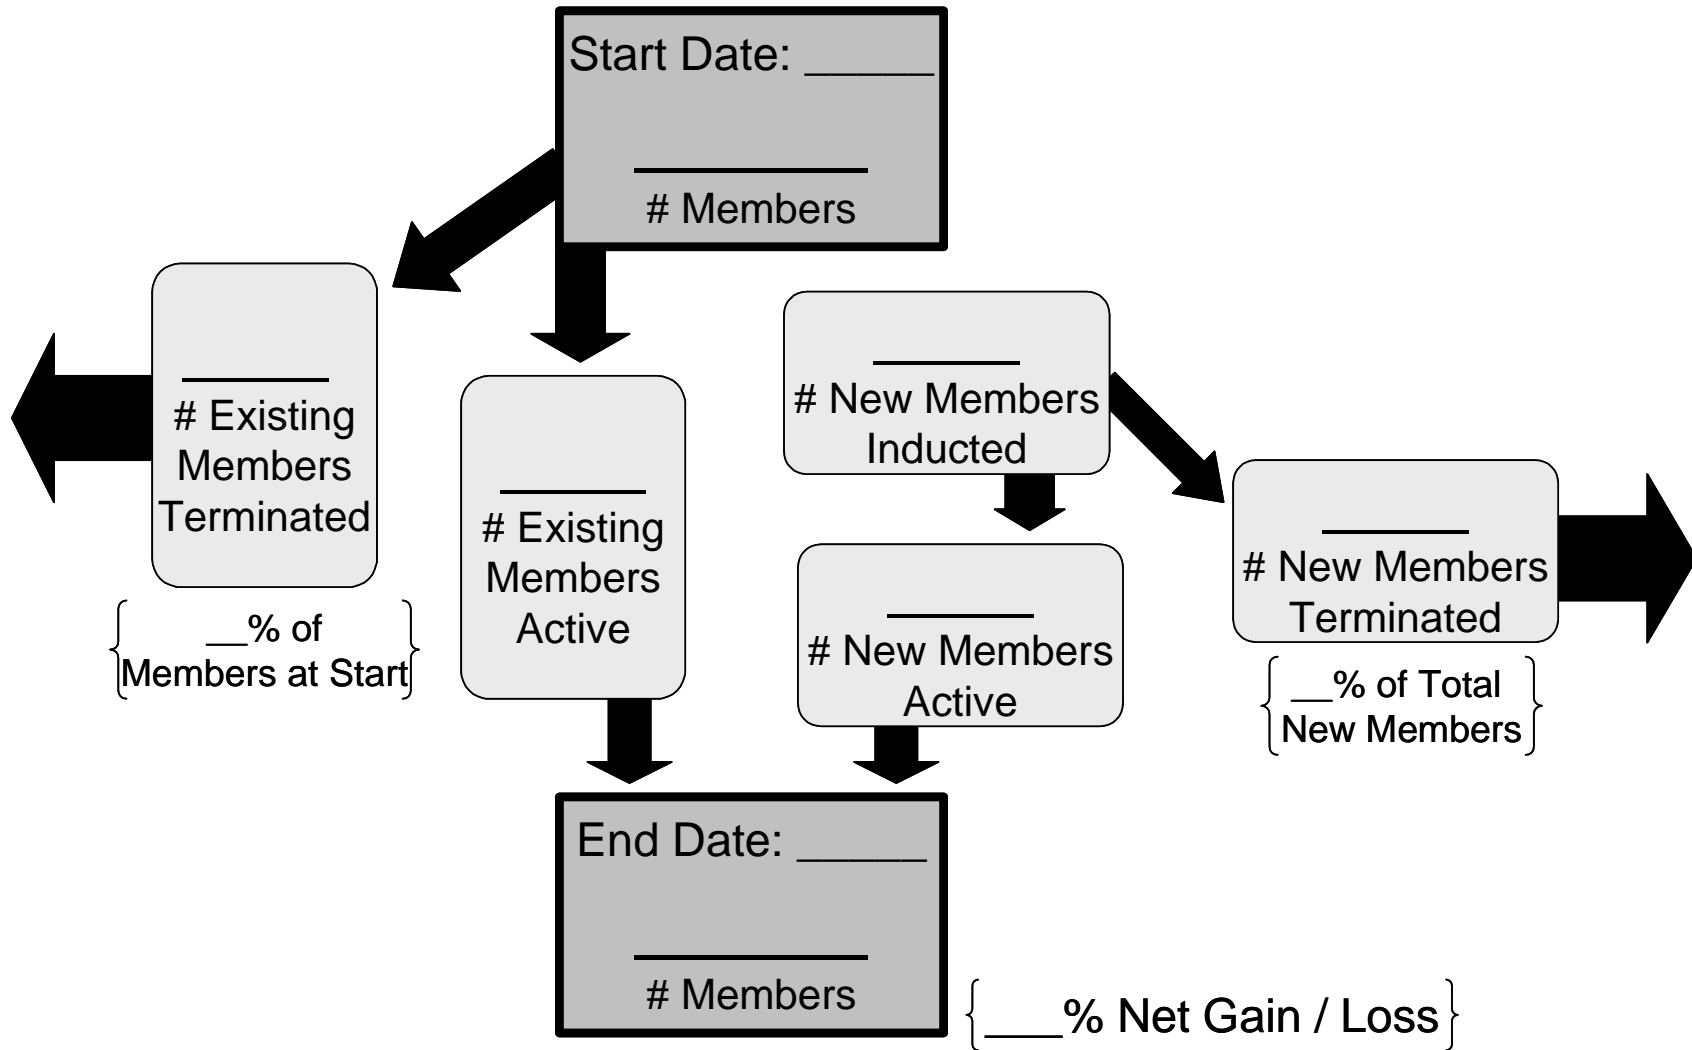 Start Date: _____
_________
# Members
______
# Existing
Members
Terminated
__% of
Members at Start
______
# Existing
Members
Active
______
# New Members
Inducted
______
# New Members
Active
______
# New Members
Terminated
__% of Total
New Members
End Date: _____
_________
# Members
___% Net Gain / Loss